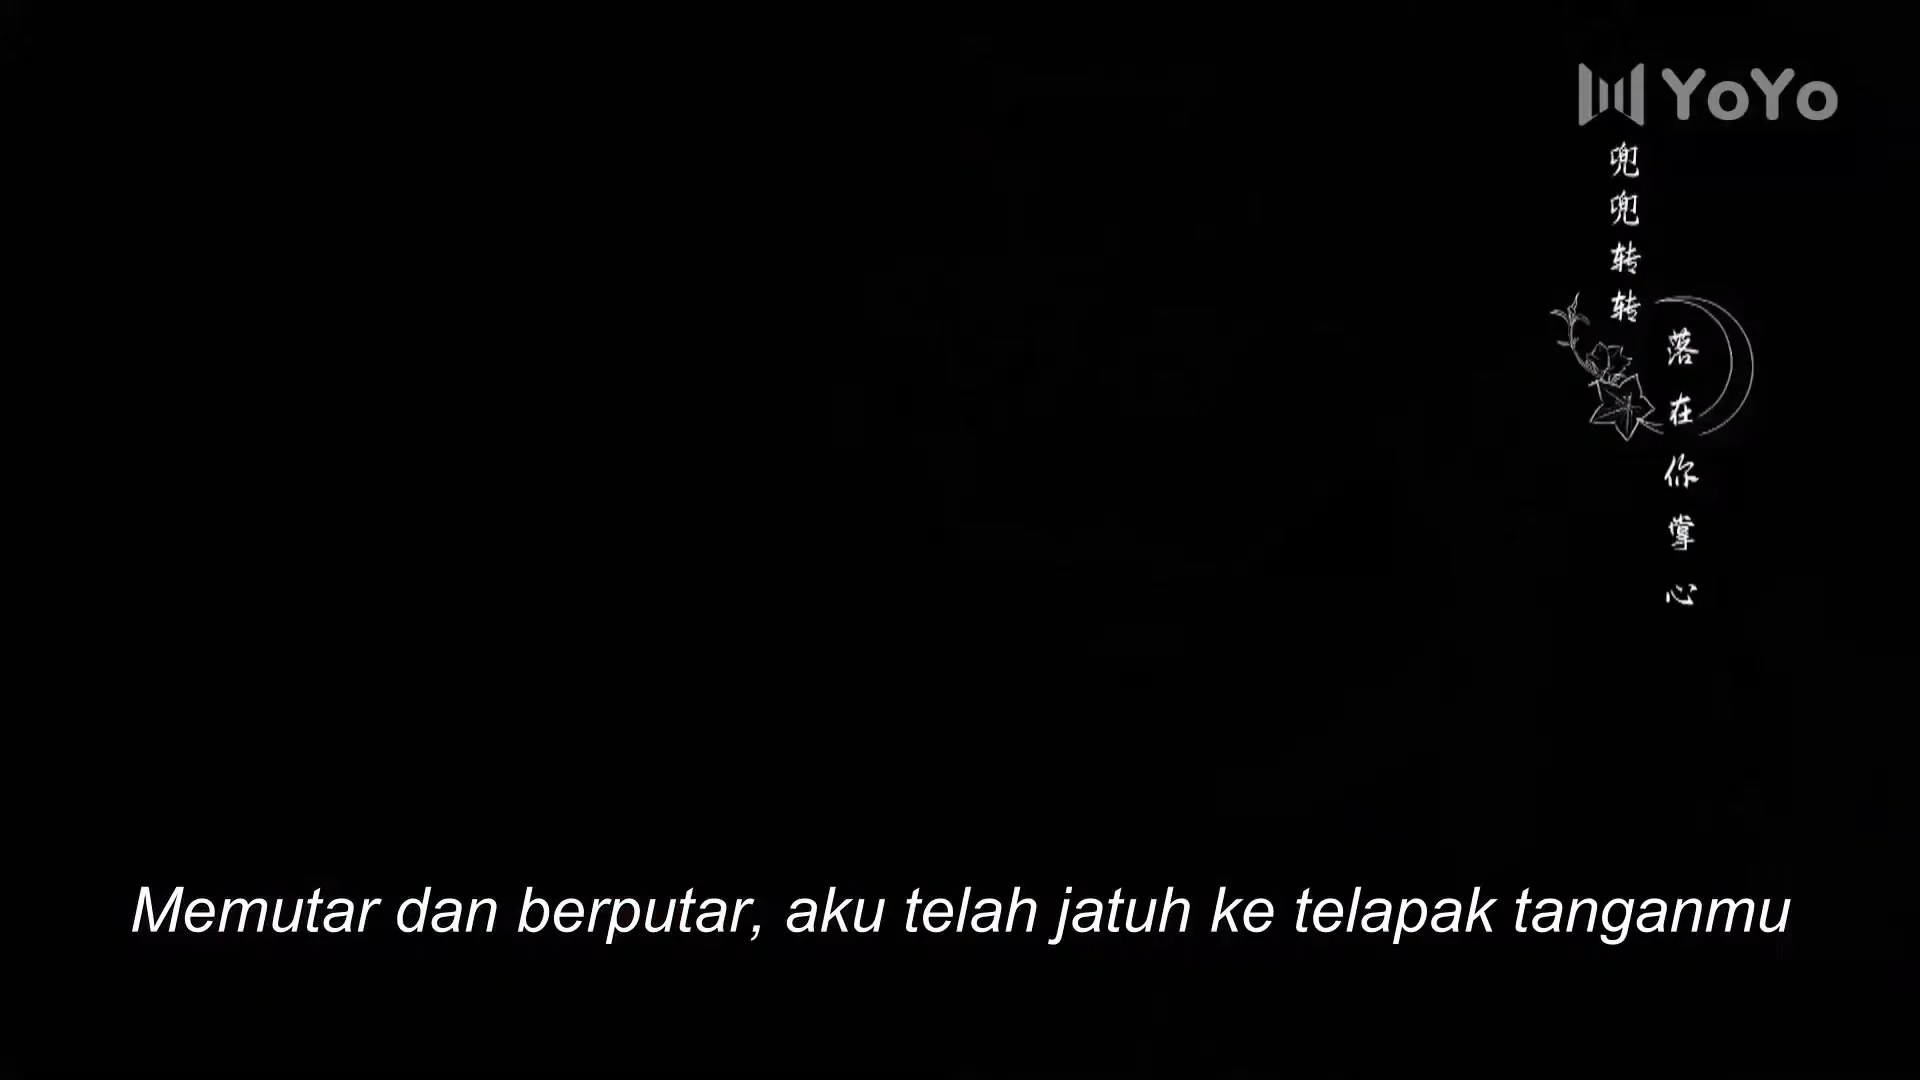 YoYo
兜兜转转
落在你掌心
Memutar dan berputar, aku telah jatuh ke telapak tanganmu